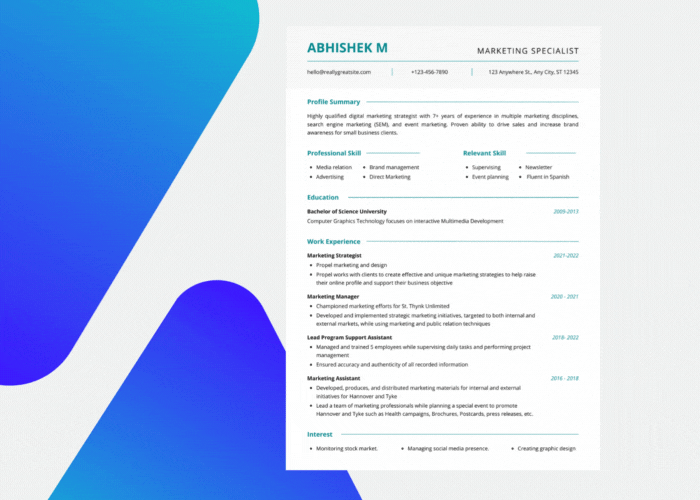 ABHISHEK M
MARKETING SPECIALIST
hello@reallygreatsite.com
+123-456-7890
123 Anywhere St., Any City, ST 12345
Profile Summary
Highly qualified digital marketing strategist with 7+ years of experience in multiple marketing disciplines,
search engine marketing (SEM), and event marketing. Proven ability to drive sales and increase brand
awareness for small business clients.
Professional Skill
• Media relation • Brand management
• Advertising • Direct Marketing
Relevant Skill
• Supervising • Newsletter
• Event planning • Fluent in Spanish
Education
Bachelor of Science University 2009-2013
Computer Graphics Technology focuses on interactive Multimedia Development
Work Experience
Marketing Strategist 2021-2022
• Propel marketing and design
• Propel works with clients to create effective and unique marketing strategies to help raise
their online profile and support their business objective
Marketing Manager 2020 - 2021
• Championed marketing efforts for St. Thynk Unlimited
• Developed and implemented strategic marketing initiatives, targeted to both internal and
external markets, while using marketing and public relation techniques
Lead Program Support Assistant 2019- 2022
• Managed and trained 5 employees while supervising daily tasks and performing project
management
• Ensured accuracy and authenticity of all recorded information
Marketing Assistant 2016 - 2018
• Developed, produces, and distributed marketing materials for internal and external
initiatives for Hannover and Tyke
• Lead a team of marketing professionals while planning a special event to promote
Hannover and Tyke such as Health campaigns, Brochures, Postcards, press releases, etc.
Interest
• Monitoring stock market. • Managing social media presence. • Creating graphic design